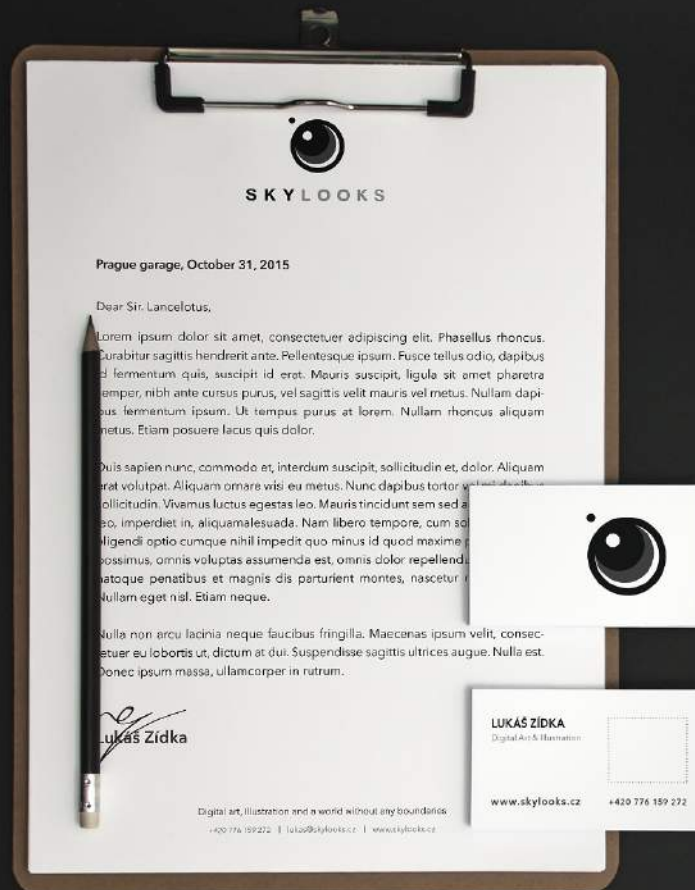 SKYLOOKS
Prague garage, October 31, 2015
Dear Sir. Lancelotus,
Lorem ipsum dolor sit amet, consectetuer adipiscing elit. Phasellus rhoncus.
Curabitur sagittis hendrerit ante. Pellentesque ipsum. Fusce tellus odio, dapibus
id fermentum quis, suscipit id erat. Mauris suscipit, ligula sit amet pharetra
semper, nibh ante cursus purus, vel sagittis velit mauris vel metus. Nullam dapi-
bus fermentum ipsum. Ut tempus purus at lorem. Nullam rhoncus aliquam
metus. Etiam posuere lacus quis dolor.
Duis sapien nunc, commodo et, interdum suscipit, sollicitudin et, dolor. Aliquam
erat volutpat. Aliquam ornare wisi eu metus. Nunc dapibus tortor
sollicitudin. Vivamus luctus egestas leo. Mauris tincidunt sem sed
leo, imperdiet in, aliquamalesuada. Nam libero tempore, cum
eligendi optio cumque nihil impedit quo minus id quod maxime
possimus, omnis voluptas assumenda est, omnis dolor
natoque penatibus et magnis dis parturient montes, nascetur
Nullam eget nisl. Etiam neque.
Nulla non arcu lacinia neque faucibus fringilla. Maecenas ipsum velit, consec-
tetuer eu lobortis ut, dictum at dui. Suspendisse sagittis ultrices augue. Nulla est.
Donec ipsum massa, ullamcorper in rutrum.
Lukáš Zídka
Digital art, illustration and a world without any boundaries
+420 776 159 272 | lukas@skylooks.cz | www.skylooks.cz
LUKÁŠ ZÍDKA
Digital Art & Illustration
www.skylooks.cz +420 776 159 272